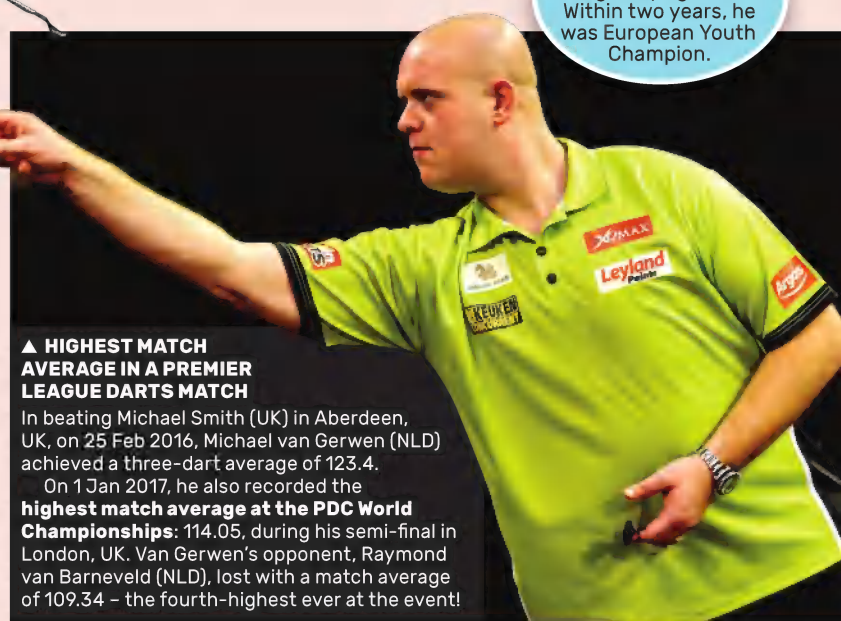 Within two years, he
was European Youth
Champion.
XQMAX
Leyland
Paints
Argos
KEUKEN
CONCURRENT
▲ HIGHEST MATCH
AVERAGE IN A PREMIER
LEAGUE DARTS MATCH
In beating Michael Smith (UK) in Aberdeen,
UK, on 25 Feb 2016, Michael van Gerwen (NLD)
achieved a three-dart average of 123.4.
On 1 Jan 2017, he also recorded the
highest match average at the PDC World
Championships: 114.05, during his semi-final in
London, UK. Van Gerwen's opponent, Raymond
van Barneveld (NLD), lost with a match average
of 109.34 – the fourth-highest ever at the event!